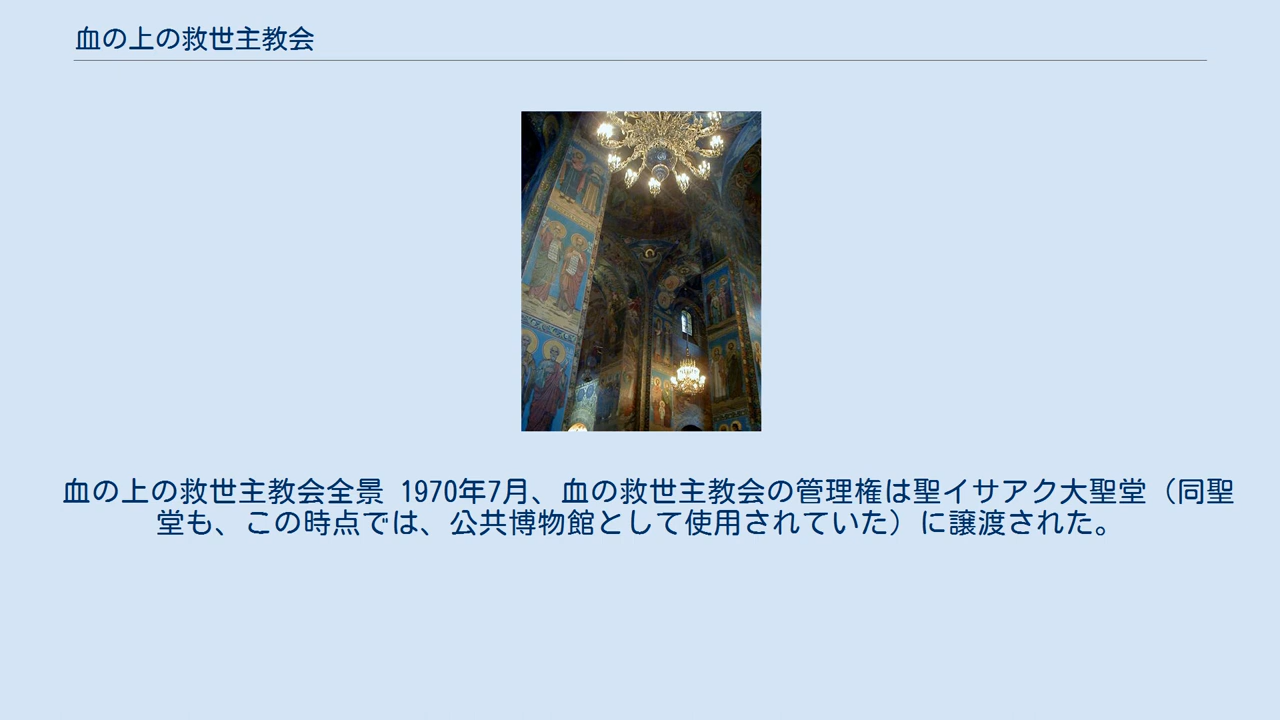 血の上の救世主教会
血の上の救世主教会全景 1970年7月、血の救世主教会の管理権は聖イサアク大聖堂（同聖
堂も、この時点では、公共博物館として使用されていた）に譲渡された。